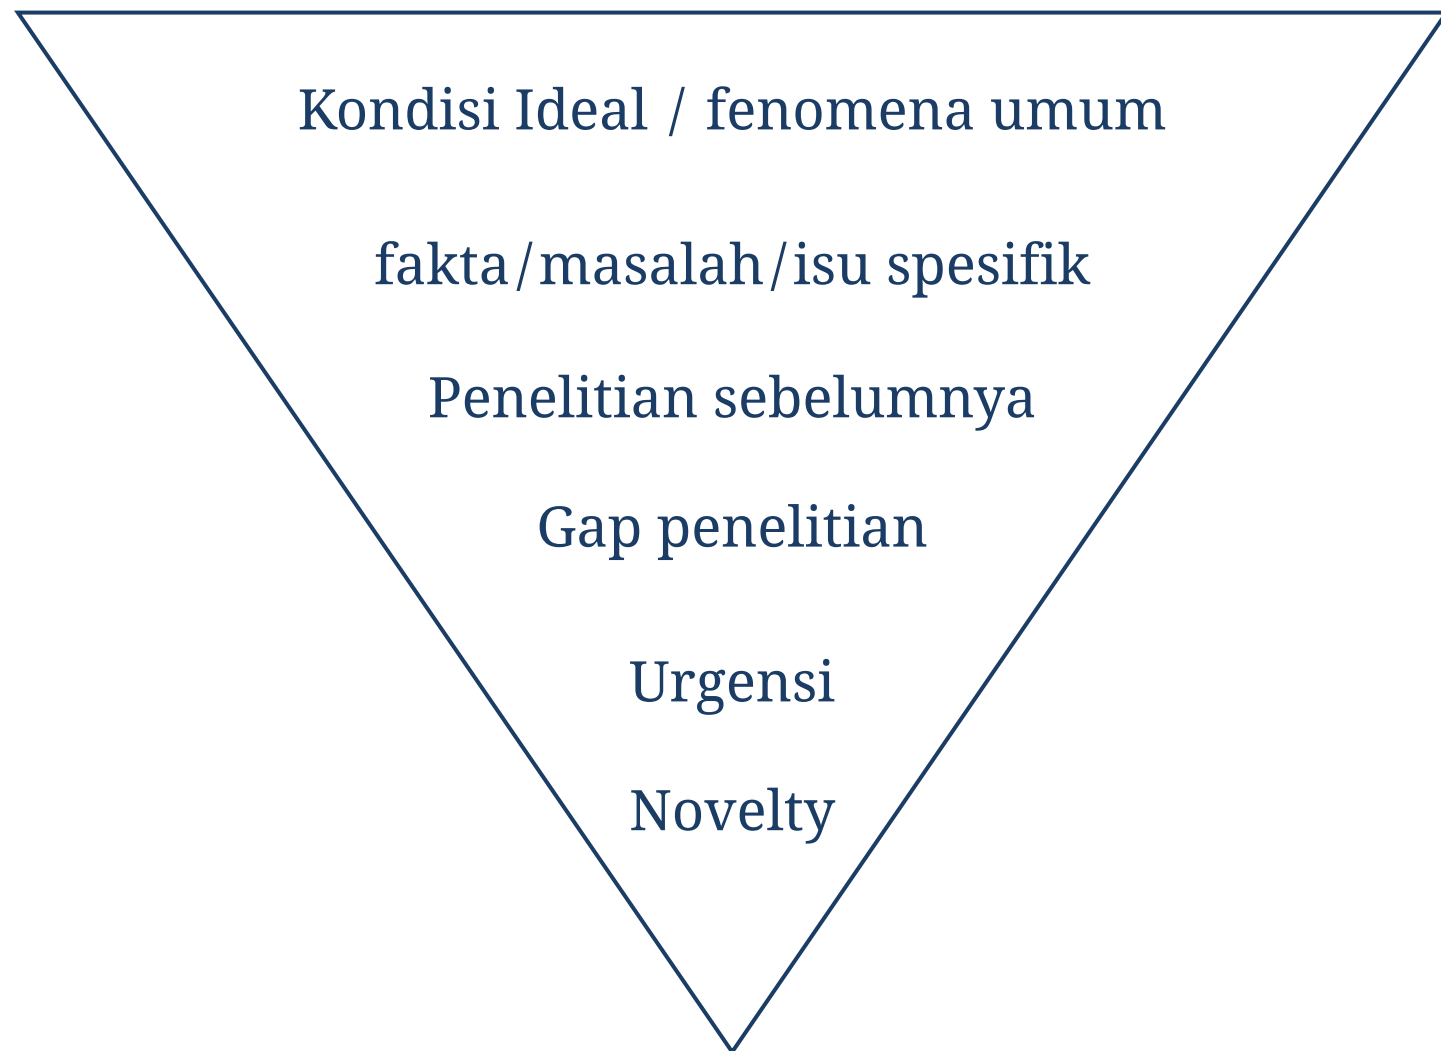 Kondisi Ideal / fenomena umum
fakta/masalah/isu spesifik
Penelitian sebelumnya
Gap penelitian
Urgensi
Novelty